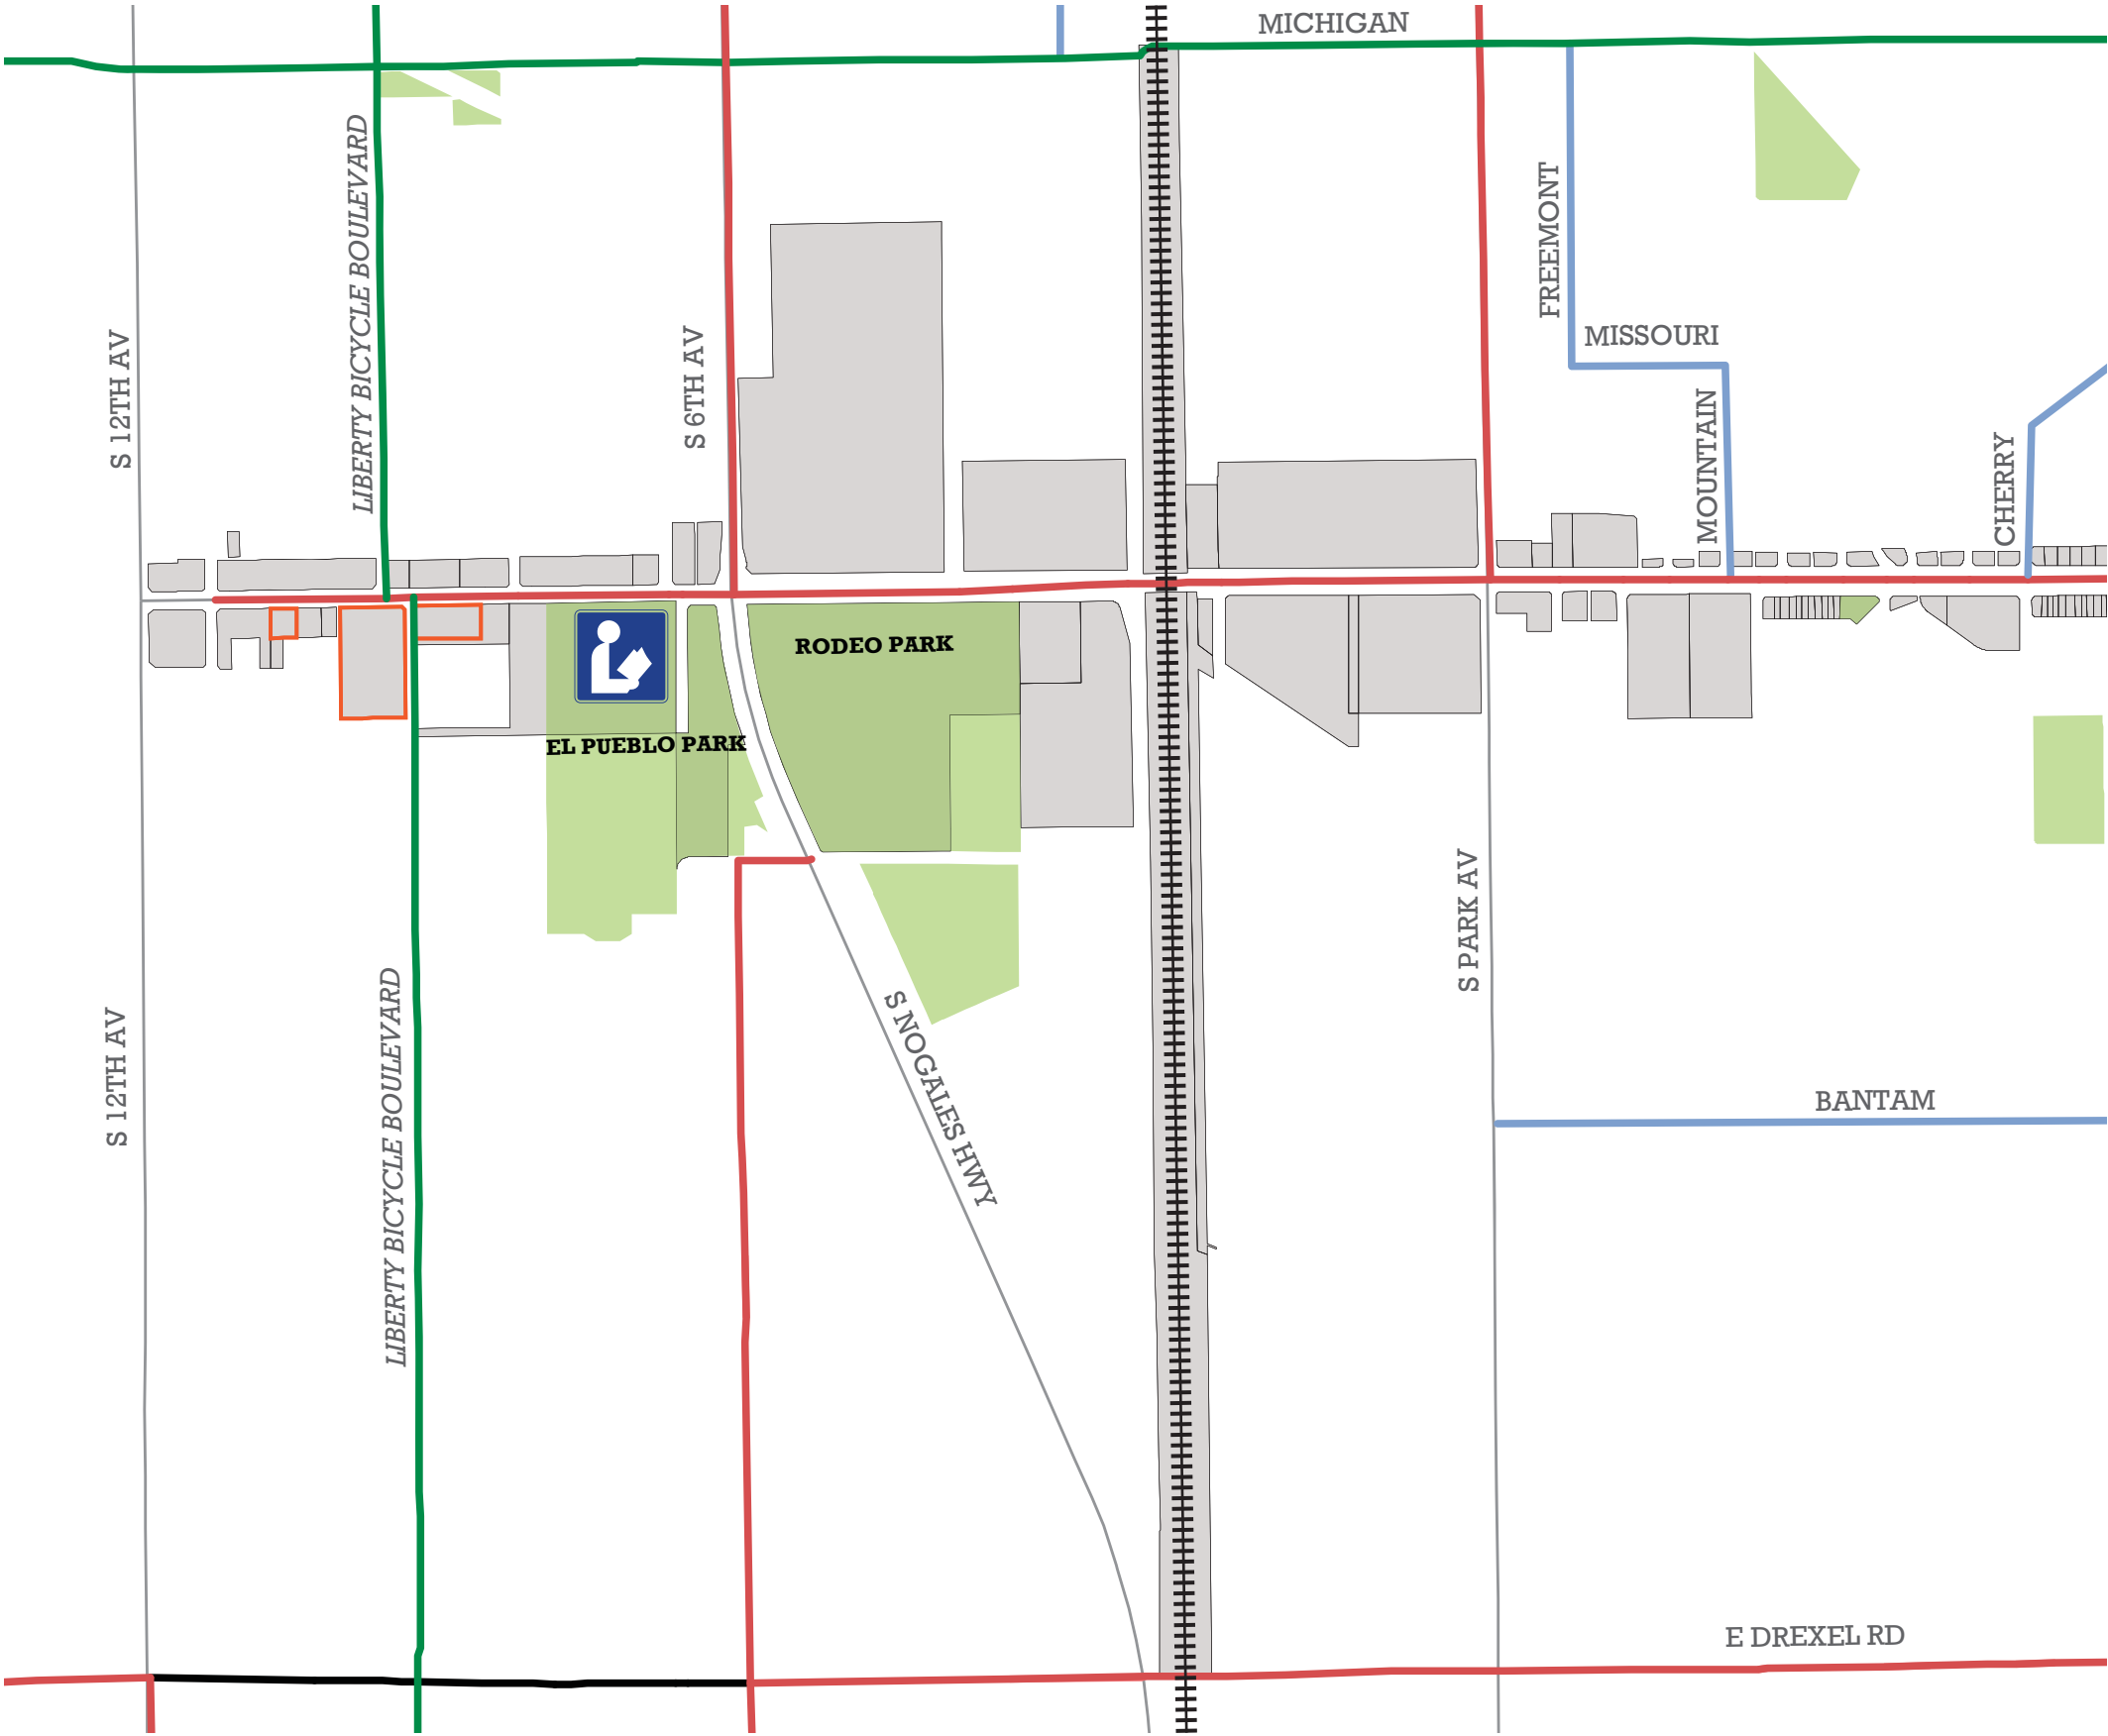 MICHIGAN
LIBERTY BICYCLE BOULEVARD
FREEMONT
S 12TH AV
S 6TH AV
MISSOURI
MOUNTAIN
CHERRY
RODEO PARK
EL PUEBLO PARK
S PARK AV
LIBERTY BICYCLE BOULEVARD
S 12TH AV
S NOGALES HWY
BANTAM
E DREXEL RD